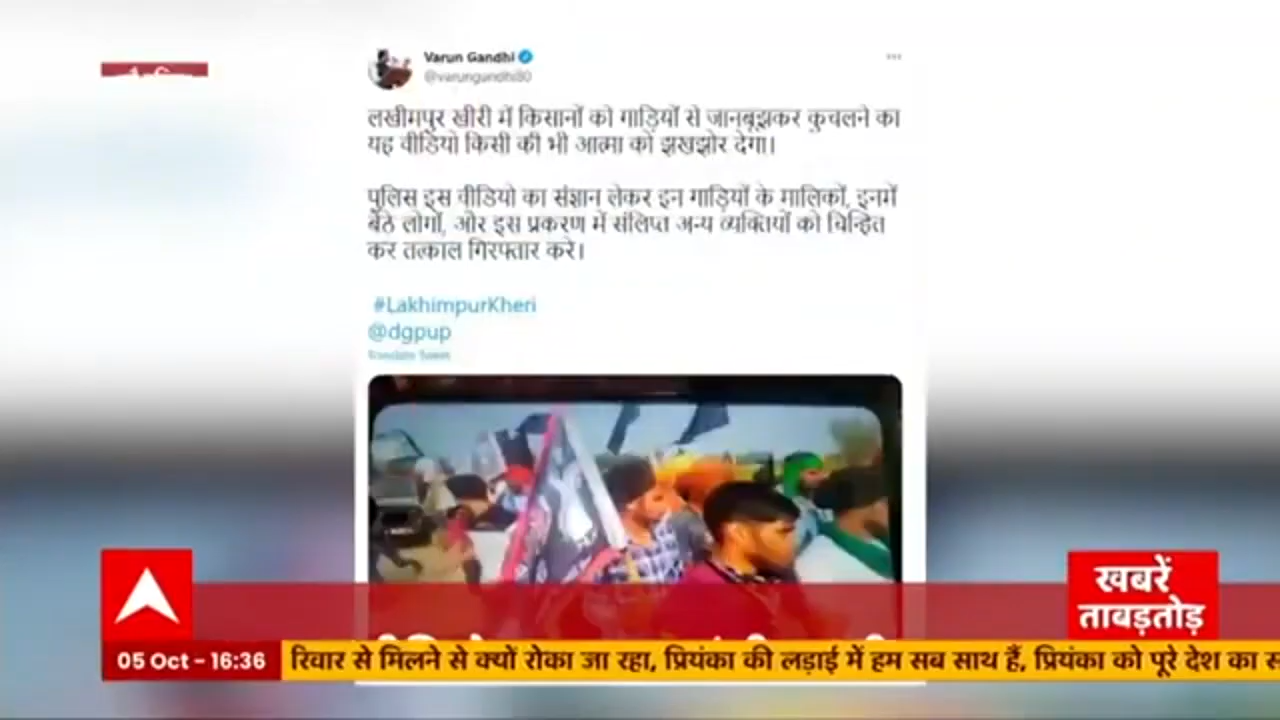 Varun Gandhi
@varungandhi80
लखीमपुर खीरी में किसानों को गाड़ियों से जानबूझकर कुचलने का
यह वीडियो किसी की भी आत्मा को झखझोर देगा।
पुलिस इस वीडियो का संज्ञान लेकर इन गाड़ियों के मालिकों, इनमें
बैठे लोगों, और इस प्रकरण में संलिप्त अन्य व्यक्तियों को चिन्हित
कर तत्काल गिरफ्तार करे।
#LakhimpurKheri
@dgpup
Translate Tweet
खबरें
ताबड़तोड़
05 Oct - 16:36
रिवार से मिलने से क्यों रोका जा रहा, प्रियंका की लड़ाई में हम सब साथ हैं, प्रियंका को पूरे देश का स